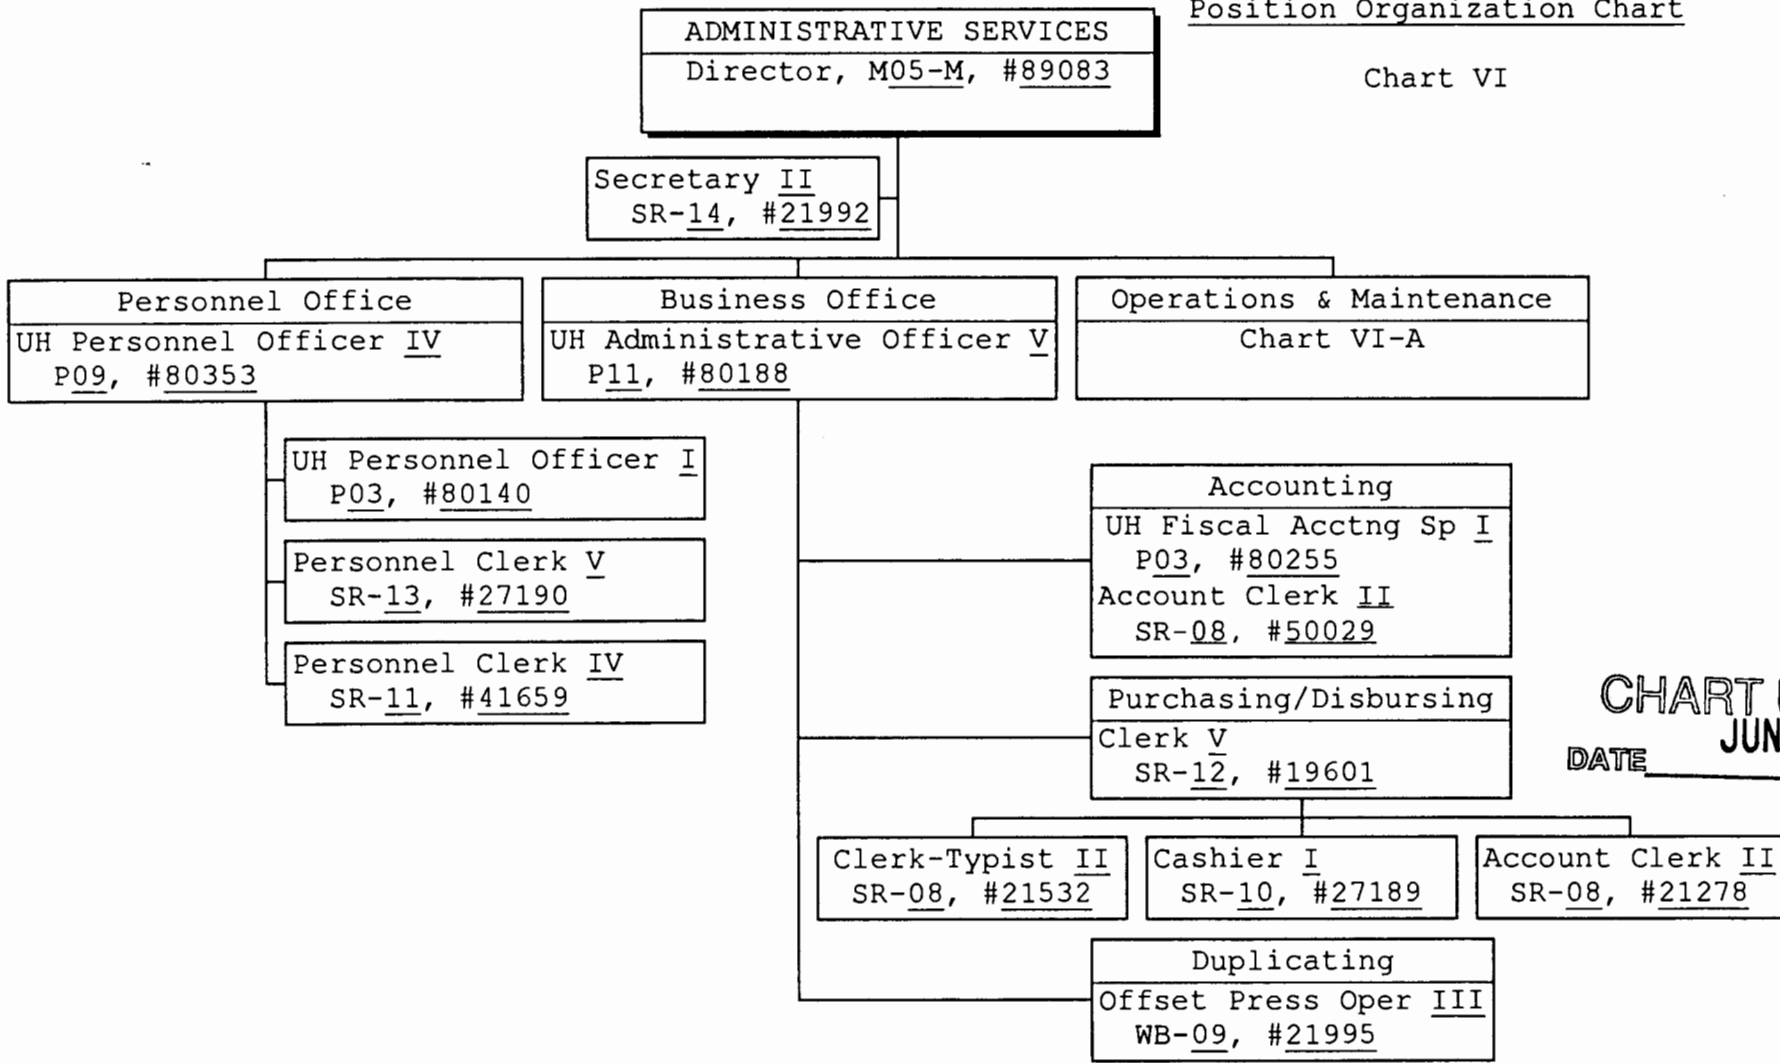 Position Organization Chart
Chart VI
ADMINISTRATIVE SERVICES
Director, M05-M, #89083
Secretary II
SR-14, #21992
Personnel Office
UH Personnel Officer IV
P09, #80353
Business Office
UH Administrative Officer V
P11, #80188
Operations & Maintenance
Chart VI-A
UH Personnel Officer I
P03, #80140
Personnel Clerk V
SR-13, #27190
Personnel Clerk IV
SR-11, #41659
Accounting
UH Fiscal Acctng Sp I
P03, #80255
Account Clerk II
SR-08, #50029
Purchasing/Disbursing
Clerk V
SR-12, #19601
Clerk-Typist II
SR-08, #21532
Cashier I
SR-10, #27189
Account Clerk II
SR-08, #21278
Duplicating
Offset Press Oper III
WB-09, #21995
CHART
JUN
DATE